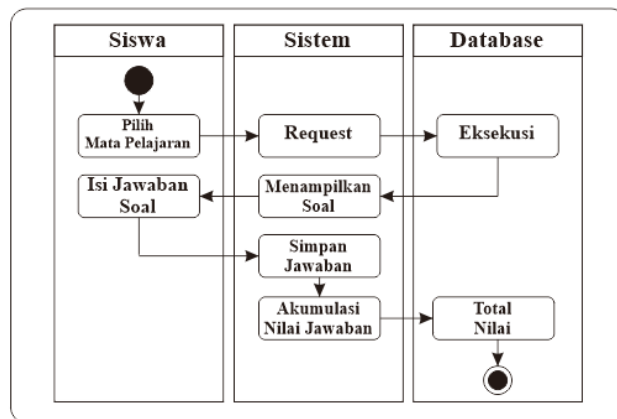 Siswa
Sistem
Database
Pilih
Mata Pelajaran
Request
Eksekusi
Isi Jawaban
Soal
Menampilkan
Soal
Simpan
Jawaban
Akumulasi
Nilai Jawaban
Total
Nilai